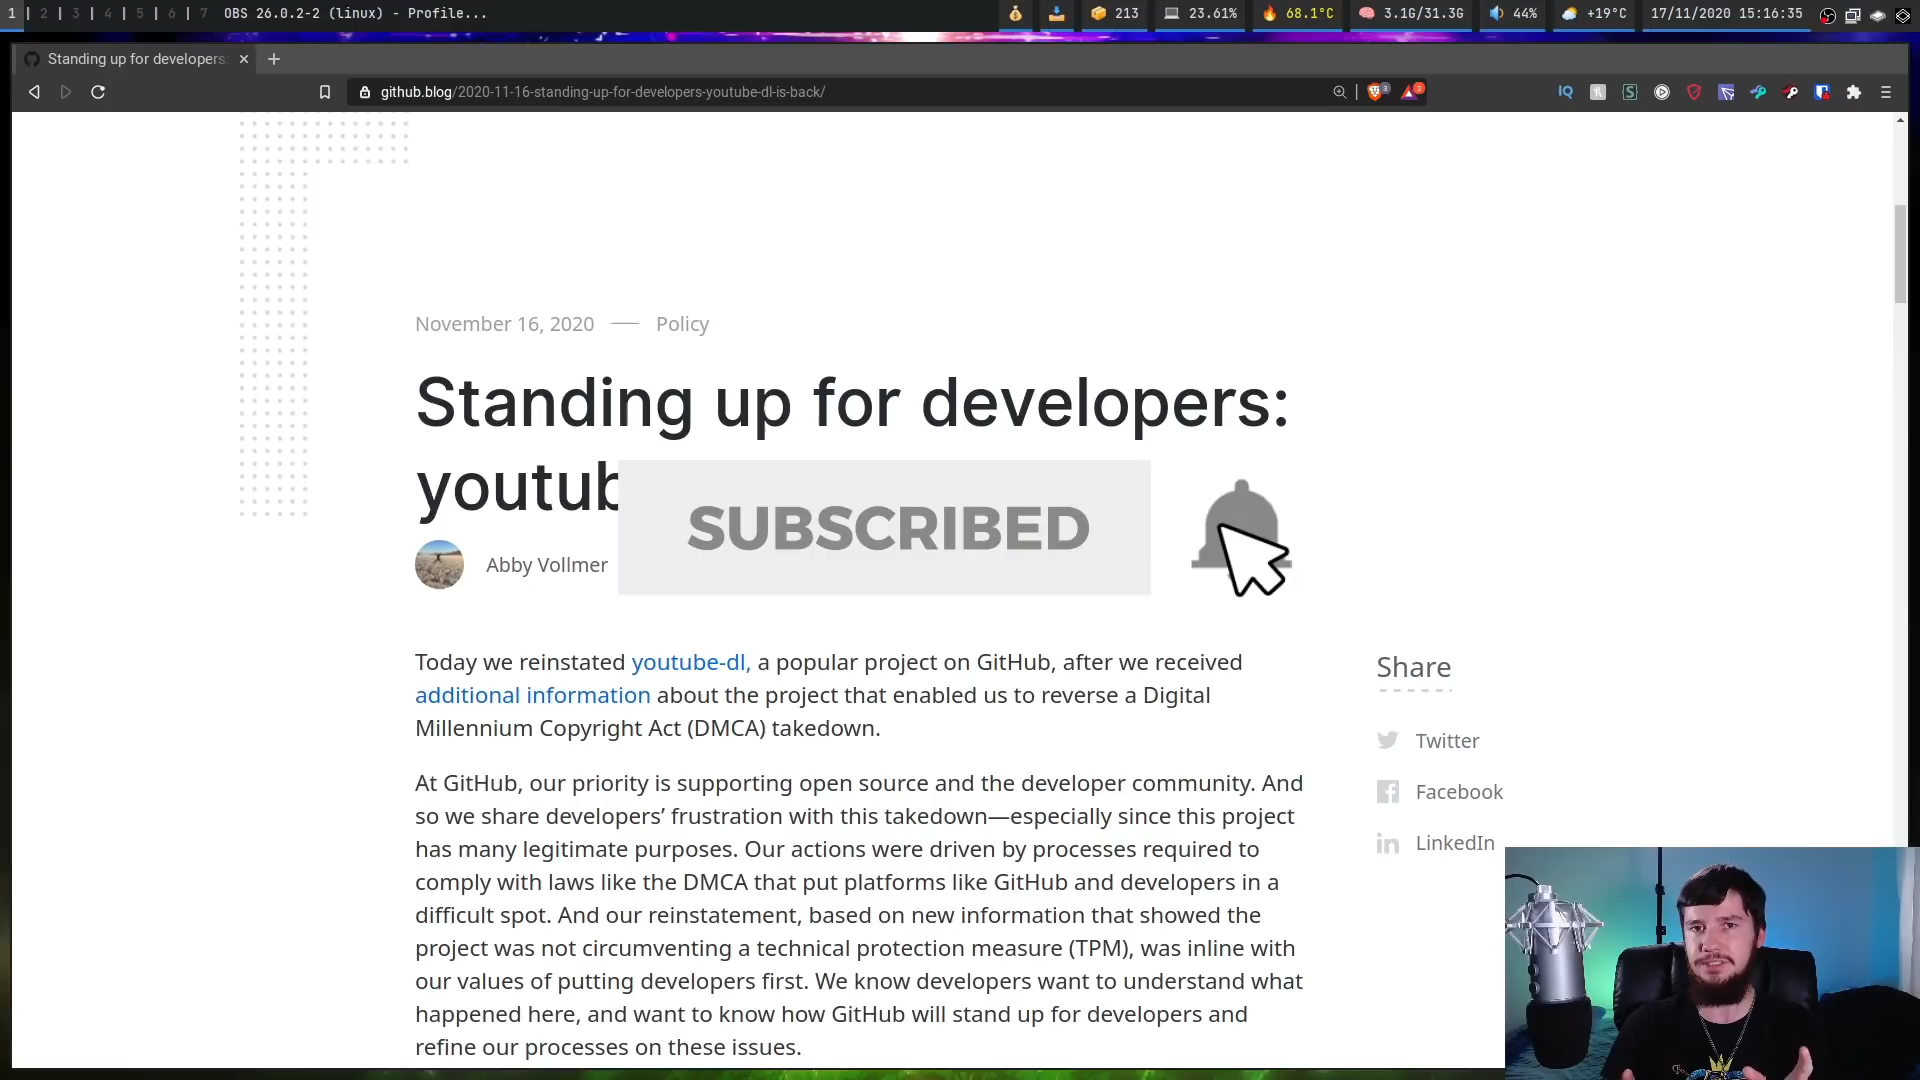 1 | 2 | 3 | 4 | 5 | 6 | 7 OBS 26.0.2-2 (linux) - Profile...
213 23.61% 68.1°C 3.1G/31.3G 44% +19°C 17/11/2020 15:16:35
Standing up for developers:
github.blog/2020-11-16-standing-up-for-developers-youtube-dl-is-back/
3 2 IQ
November 16, 2020 — Policy
Standing up for developers:
youtub
SUBSCRIBED
Abby Vollmer
Today we reinstated youtube-dl, a popular project on GitHub, after we received
additional information about the project that enabled us to reverse a Digital
Millennium Copyright Act (DMCA) takedown.
At GitHub, our priority is supporting open source and the developer community. And
so we share developers’ frustration with this takedown—especially since this project
has many legitimate purposes. Our actions were driven by processes required to
comply with laws like the DMCA that put platforms like GitHub and developers in a
difficult spot. And our reinstatement, based on new information that showed the
project was not circumventing a technical protection measure (TPM), was inline with
our values of putting developers first. We know developers want to understand what
happened here, and want to know how GitHub will stand up for developers and
refine our processes on these issues.
Share
Twitter
Facebook
LinkedIn